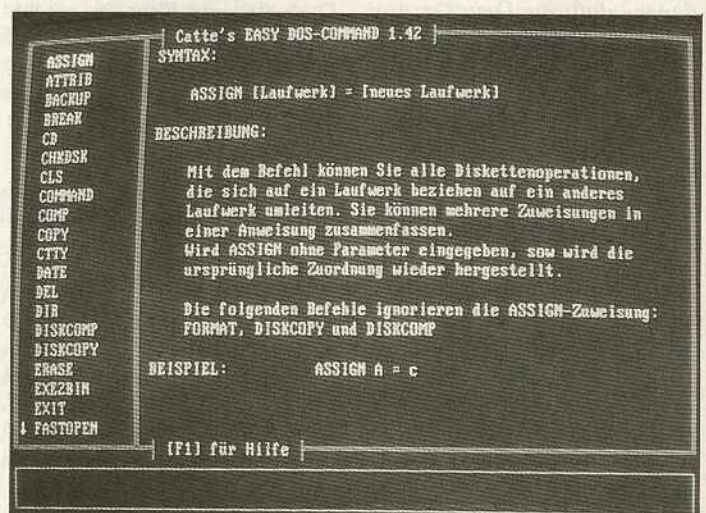 Catte's EASY DOS-COMMAND 1.42
ASSIGN
ATTRIB
BACKUP
BREAK
CD
CHKDSK
CLS
COMMAND
COMP
COPY
CTTY
DATE
DEL
DIR
DISKCOMP
DISKCOPY
ERASE
EXE2BIN
EXIT
↓ FASTOPEN
SYNTAX:
ASSIGN [Laufwerk] = [neues Laufwerk]
BESCHREIBUNG:
Mit dem Befehl können Sie alle Diskettenoperationen,
die sich auf ein Laufwerk beziehen auf ein anderes
Laufwerk umleiten. Sie können mehrere Zuweisungen in
einer Anweisung zusammenfassen.
Wird ASSIGN ohne Parameter eingegeben, sow wird die
ursprüngliche Zuordnung wieder hergestellt.
Die folgenden Befehle ignorieren die ASSIGN-Zuweisung:
FORMAT, DISKCOPY und DISKCOMP
BEISPIEL: ASSIGN A = c
[F1] für Hilfe